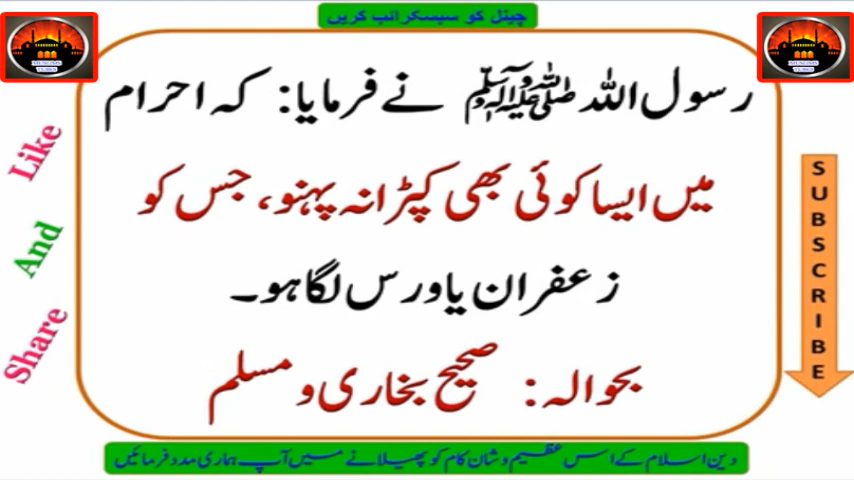 چینل کو سبسکرائب کریں
رسول اللہ ﷺ نے فرمایا: کہ احرام
میں ایسا کوئی بھی کپڑا نہ پہنو، جس کو
زعفران یا ورس لگا ہو۔
بحوالہ: صحیح بخاری و مسلم
دین اسلام کے اس عظیم و شان کام کو پھیلانے میں آپ ہماری مدد فرمائیں
Like
And
Share
SUBSCRIBE